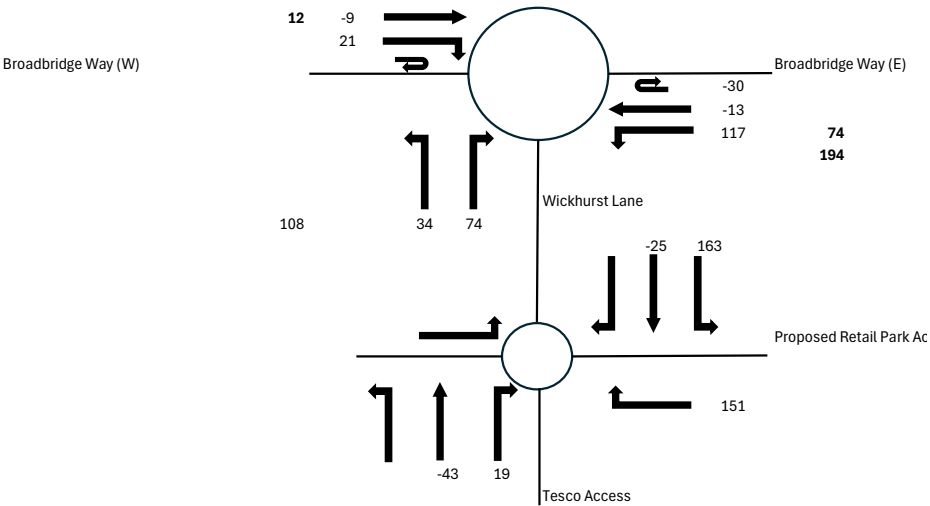 12 -9
21
Broadbridge Way (W)
Broadbridge Way (E)
-30
-13
117 74
194
Wickhurst Lane
108 34 74
-25 163
Proposed Retail Park Ac
151
-43 19
Tesco Access